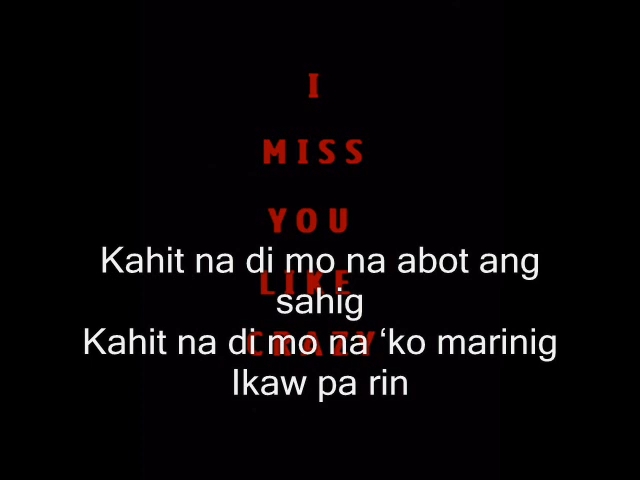 I
MISS
YOU
LIKE
CRAZY
Kahit na di mo na abot ang
sahig
Kahit na di mo na ‘ko marinig
Ikaw pa rin